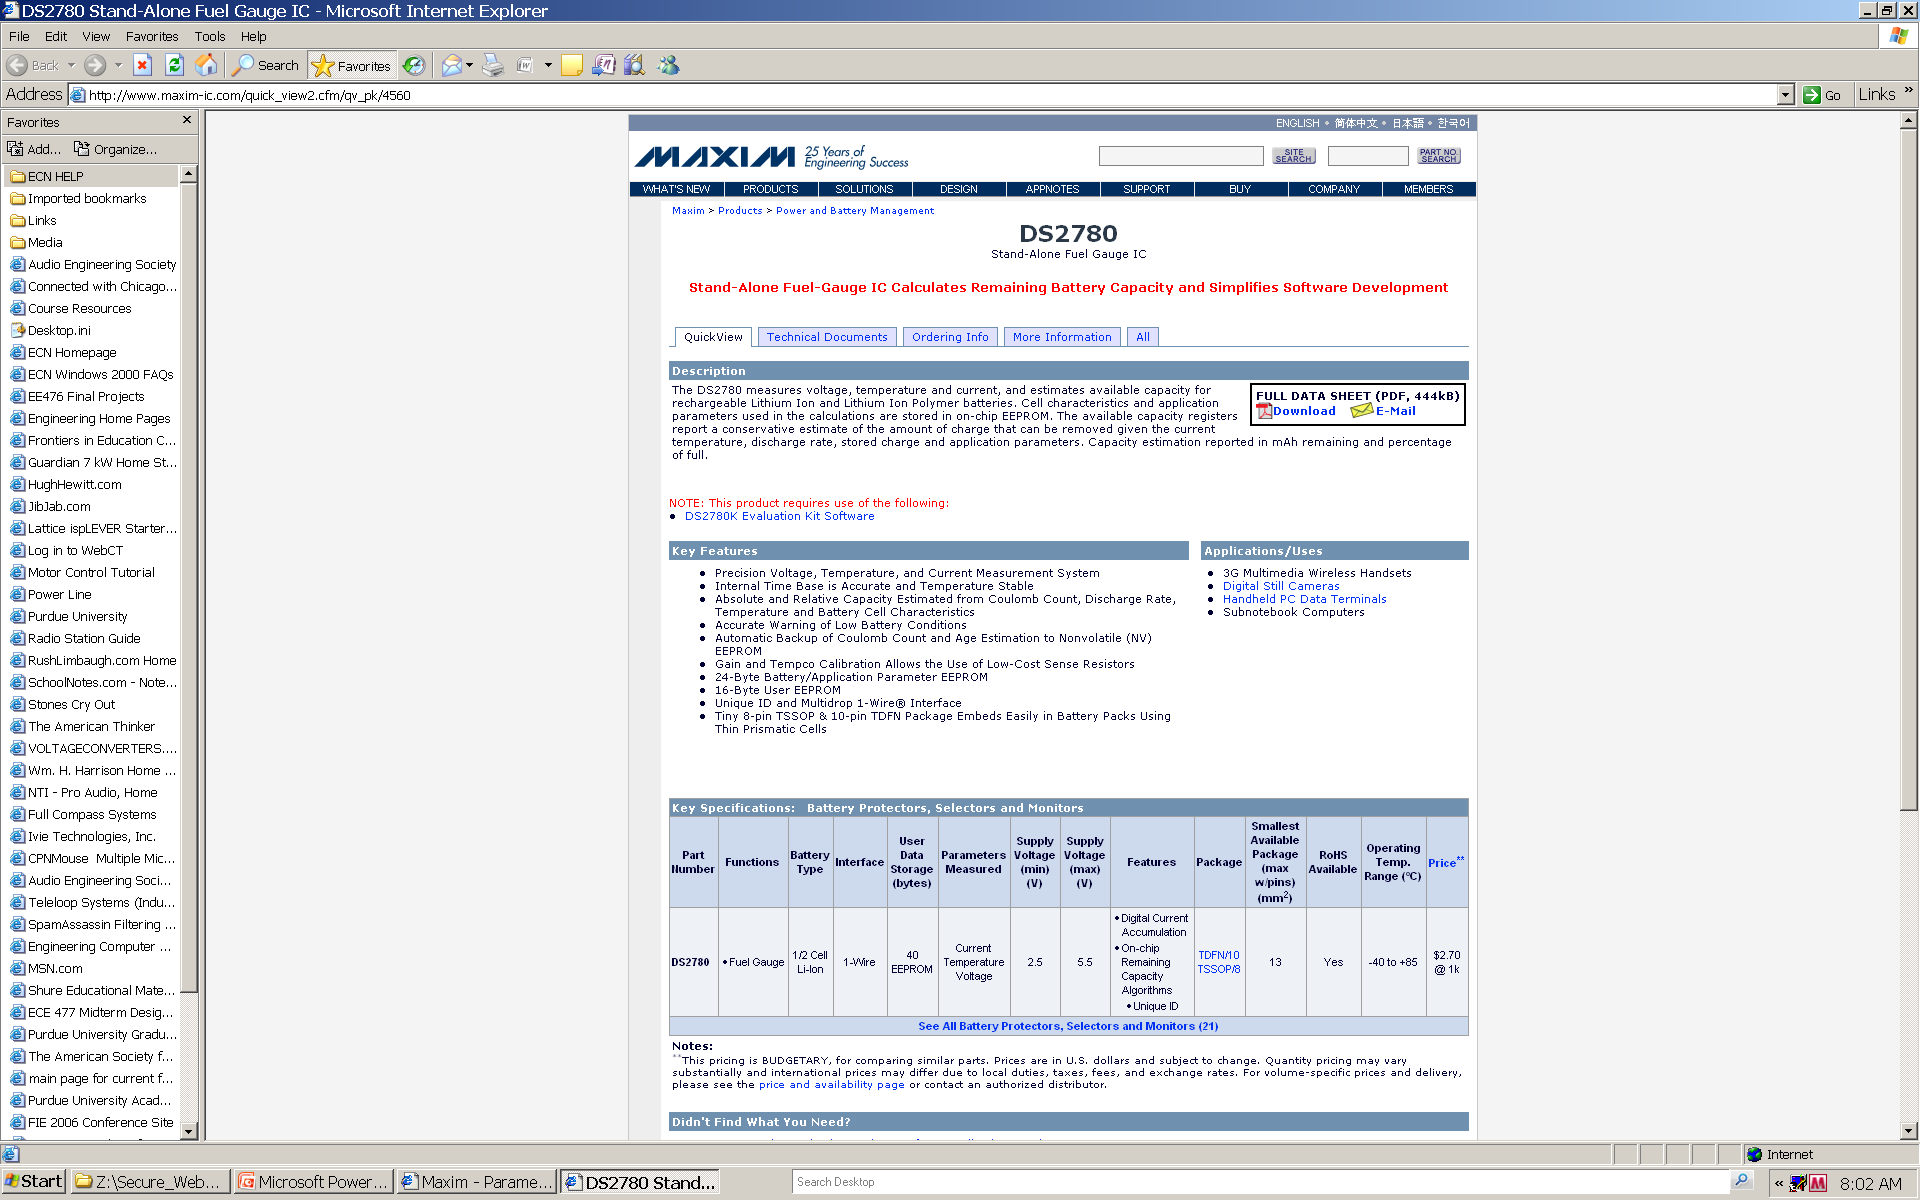 DS2780 Stand-Alone Fuel Gauge IC - Microsoft Internet Explorer
File Edit View Favorites Tools Help
Back Search Favorites
Address http://www.maxim-ic.com/quick_view2.cfm/qv_pk/4560 Go Links »
Favorites
Add... Organize...
ECN HELP
Imported bookmarks
Links
Media
Audio Engineering Society
Connected with Chicago...
Course Resources
Desktop.ini
ECN Homepage
ECN Windows 2000 FAQs
EE476 Final Projects
Engineering Home Pages
Frontiers in Education C...
Guardian 7 kW Home St...
HughHewitt.com
JibJab.com
Lattice ispLEVER Starter...
Log in to WebCT
Motor Control Tutorial
Power Line
Purdue University
Radio Station Guide
RushLimbaugh.com Home
SchoolNotes.com - Note...
Stones Cry Out
The American Thinker
VOLTAGECONVERTERS....
Wm. H. Harrison Home ...
NTI - Pro Audio, Home
Full Compass Systems
Ivie Technologies, Inc.
CPNMouse Multiple Mic...
Audio Engineering Soci...
Teleloop Systems (Indu...
SpamAssassin Filtering ...
Engineering Computer ...
MSN.com
Shure Educational Mate...
ECE 477 Midterm Desig...
Purdue University Gradu...
The American Society f...
main page for current f...
Purdue University Acad...
FIE 2006 Conference Site
ENGLISH • 简体中文 • 日本語 • 한국어
MAXIM 25 Years of Engineering Success
SITE SEARCH PART NO. SEARCH
WHAT'S NEW PRODUCTS SOLUTIONS DESIGN APPNOTES SUPPORT BUY COMPANY MEMBERS
Maxim > Products > Power and Battery Management
DS2780
Stand-Alone Fuel Gauge IC
Stand-Alone Fuel-Gauge IC Calculates Remaining Battery Capacity and Simplifies Software Development
QuickView Technical Documents Ordering Info More Information All
Description
The DS2780 measures voltage, temperature and current, and estimates available capacity for
rechargeable Lithium Ion and Lithium Ion Polymer batteries. Cell characteristics and application
parameters used in the calculations are stored in on-chip EEPROM. The available capacity registers
report a conservative estimate of the amount of charge that can be removed given the current
temperature, discharge rate, stored charge and application parameters. Capacity estimation reported in mAh remaining and percentage
of full.
FULL DATA SHEET (PDF, 444kB)
Download E-Mail
NOTE: This product requires use of the following:
• DS2780K Evaluation Kit Software
Key Features
• Precision Voltage, Temperature, and Current Measurement System
• Internal Time Base is Accurate and Temperature Stable
• Absolute and Relative Capacity Estimated from Coulomb Count, Discharge Rate,
Temperature and Battery Cell Characteristics
• Accurate Warning of Low Battery Conditions
• Automatic Backup of Coulomb Count and Age Estimation to Nonvolatile (NV)
EEPROM
• Gain and Tempco Calibration Allows the Use of Low-Cost Sense Resistors
• 24-Byte Battery/Application Parameter EEPROM
• 16-Byte User EEPROM
• Unique ID and Multidrop 1-Wire® Interface
• Tiny 8-pin TSSOP & 10-pin TDFN Package Embeds Easily in Battery Packs Using
Thin Prismatic Cells
Applications/Uses
• 3G Multimedia Wireless Handsets
• Digital Still Cameras
• Handheld PC Data Terminals
• Subnotebook Computers
Key Specifications: Battery Protectors, Selectors and Monitors
Part Number Functions Battery Type Interface User Data Storage (bytes) Parameters Measured Supply Voltage (min) (V) Supply Voltage (max) (V) Features Package Smallest Available Package (max w/pins) (mm2) RoHS Available Operating Temp. Range (°C) Price**
DS2780 • Fuel Gauge 1/2 Cell Li-Ion 1-Wire 40 EEPROM Current Temperature Voltage 2.5 5.5 • Digital Current Accumulation • On-chip Remaining Capacity Algorithms • Unique ID TDFN/10 TSSOP/8 13 Yes -40 to +85 $2.70 @ 1k
See All Battery Protectors, Selectors and Monitors (21)
Notes:
**This pricing is BUDGETARY, for comparing similar parts. Prices are in U.S. dollars and subject to change. Quantity pricing may vary
substantially and international prices may differ due to local duties, taxes, fees, and exchange rates. For volume-specific prices and delivery,
please see the price and availability page or contact an authorized distributor.
Didn't Find What You Need?
Internet
Start Z:\Secure_Web... Microsoft Power... Maxim - Parame... DS2780 Stand... Search Desktop « 8:02 AM